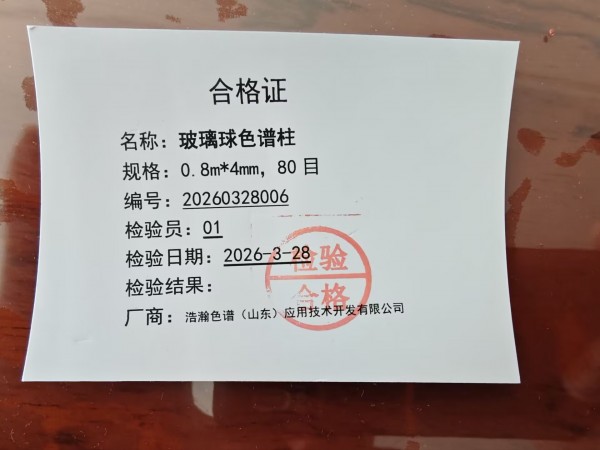 合格证
名称：玻璃球色谱柱
规格：0.8m*4mm，80 目
编号：20260328006
检验员：01
检验日期：2026-3-28
检验结果：
检验
合格
厂商：浩瀚色谱（山东）应用技术开发有限公司